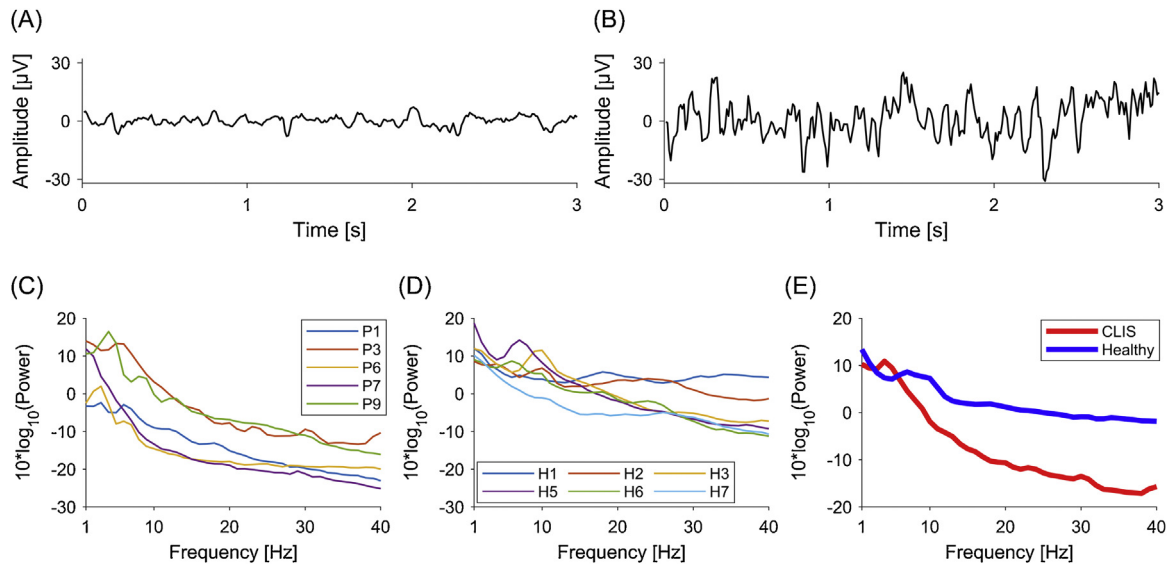 (A)
(B)
Amplitude [µV]
30
0
-30
0
1
2
3
Time [s]
Amplitude [µV]
30
0
-30
0
1
2
3
Time [s]
(C)
(D)
(E)
10*log10(Power)
20
10
0
-10
-20
-30
1
10
20
30
40
Frequency [Hz]
P1
P3
P6
P7
P9
10*log10(Power)
20
10
0
-10
-20
-30
1
10
20
30
40
Frequency [Hz]
H1 H2 H3
H5 H6 H7
10*log10(Power)
20
10
0
-10
-20
1
10
20
30
40
Frequency [Hz]
CLIS
Healthy